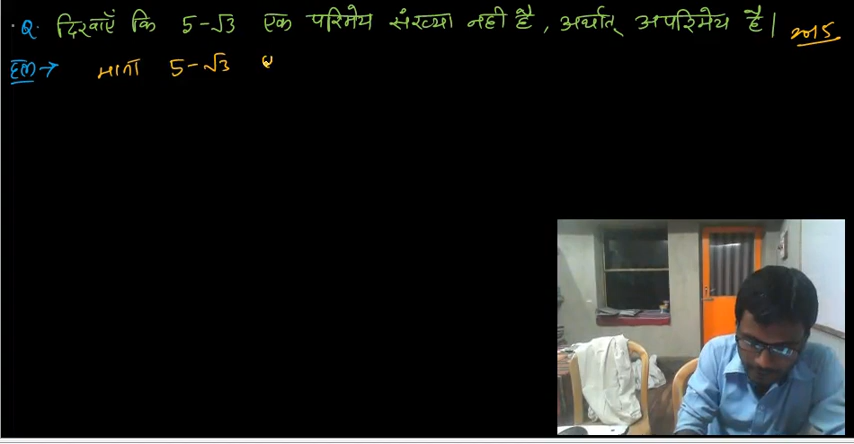 Q. दिखाएँ कि 5-√3 एक परिमेय संख्या नही है, अर्थात् अपरिमेय है| 2015
हल→ माना 5-√3